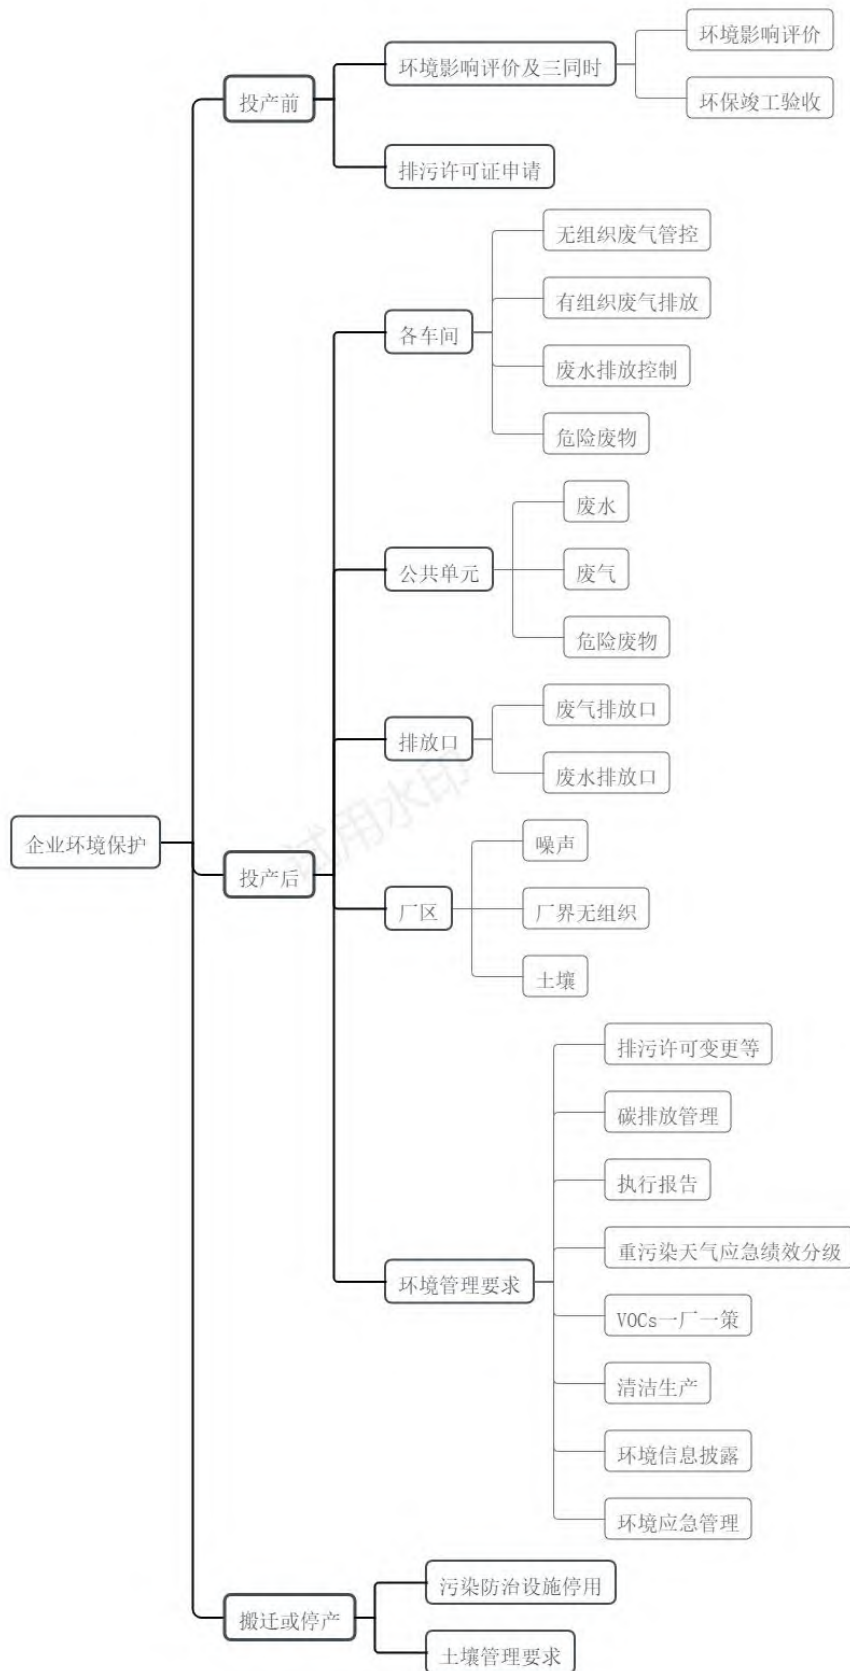 企业环境保护
投产前
环境影响评价及三同时
环境影响评价
环保竣工验收
排污许可证申请
投产后
各车间
无组织废气管控
有组织废气排放
废水排放控制
危险废物
公共单元
废水
废气
危险废物
排放口
废气排放口
废水排放口
厂区
噪声
厂界无组织
土壤
环境管理要求
排污许可变更等
碳排放管理
执行报告
重污染天气应急绩效分级
VOCs一厂一策
清洁生产
环境信息披露
环境应急管理
搬迁或停产
污染防治设施停用
土壤管理要求
试用水印